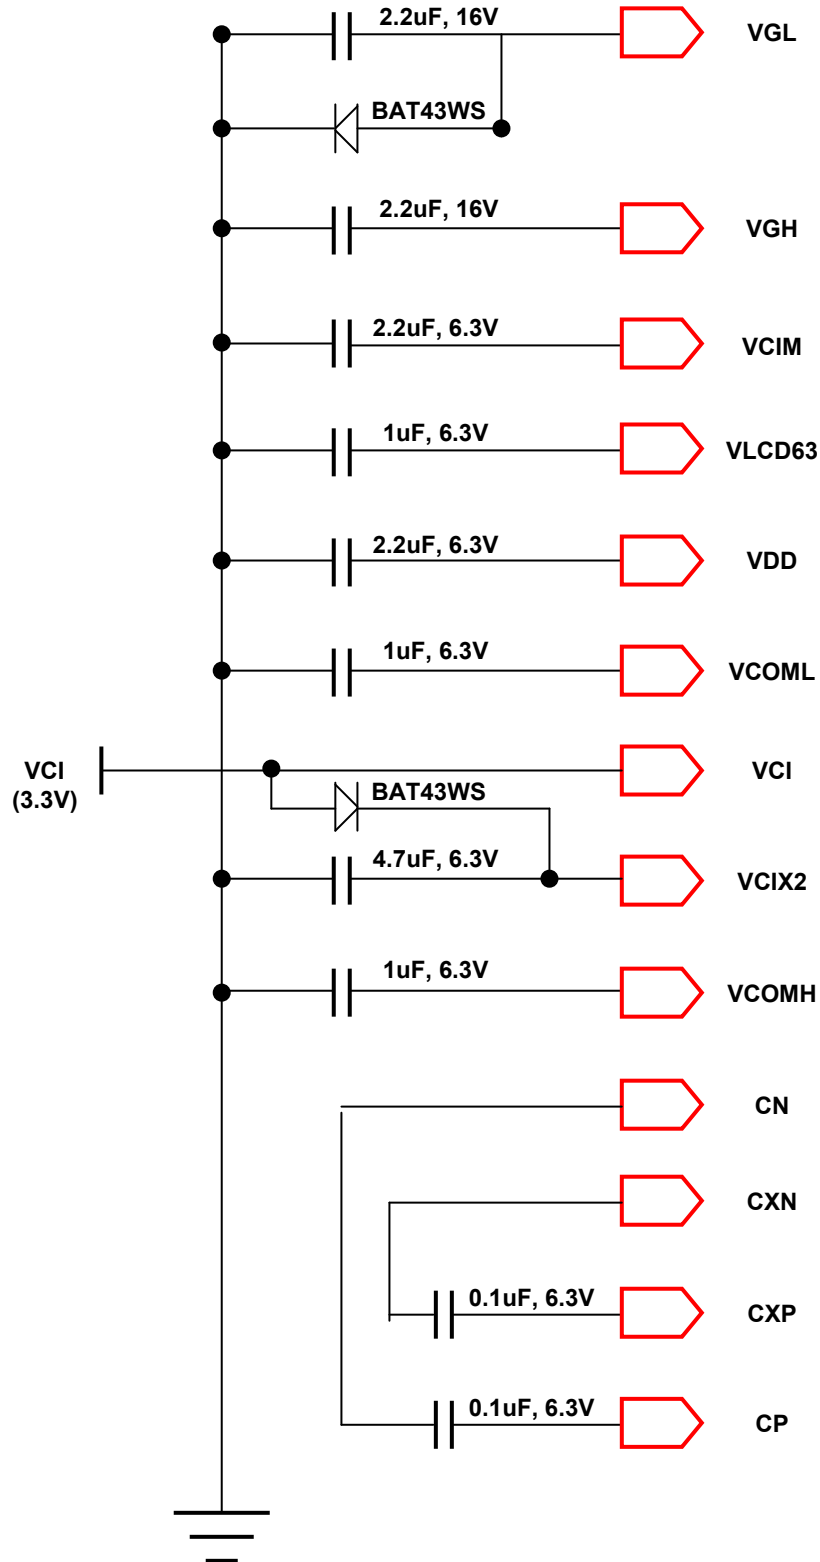 2.2uF, 16V
VGL
BAT43WS
2.2uF, 16V
VGH
2.2uF, 6.3V
VCIM
1uF, 6.3V
VLCD63
2.2uF, 6.3V
VDD
1uF, 6.3V
VCOML
VCI
(3.3V)
VCI
BAT43WS
4.7uF, 6.3V
VCIX2
1uF, 6.3V
VCOMH
CN
CXN
0.1uF, 6.3V
CXP
0.1uF, 6.3V
CP